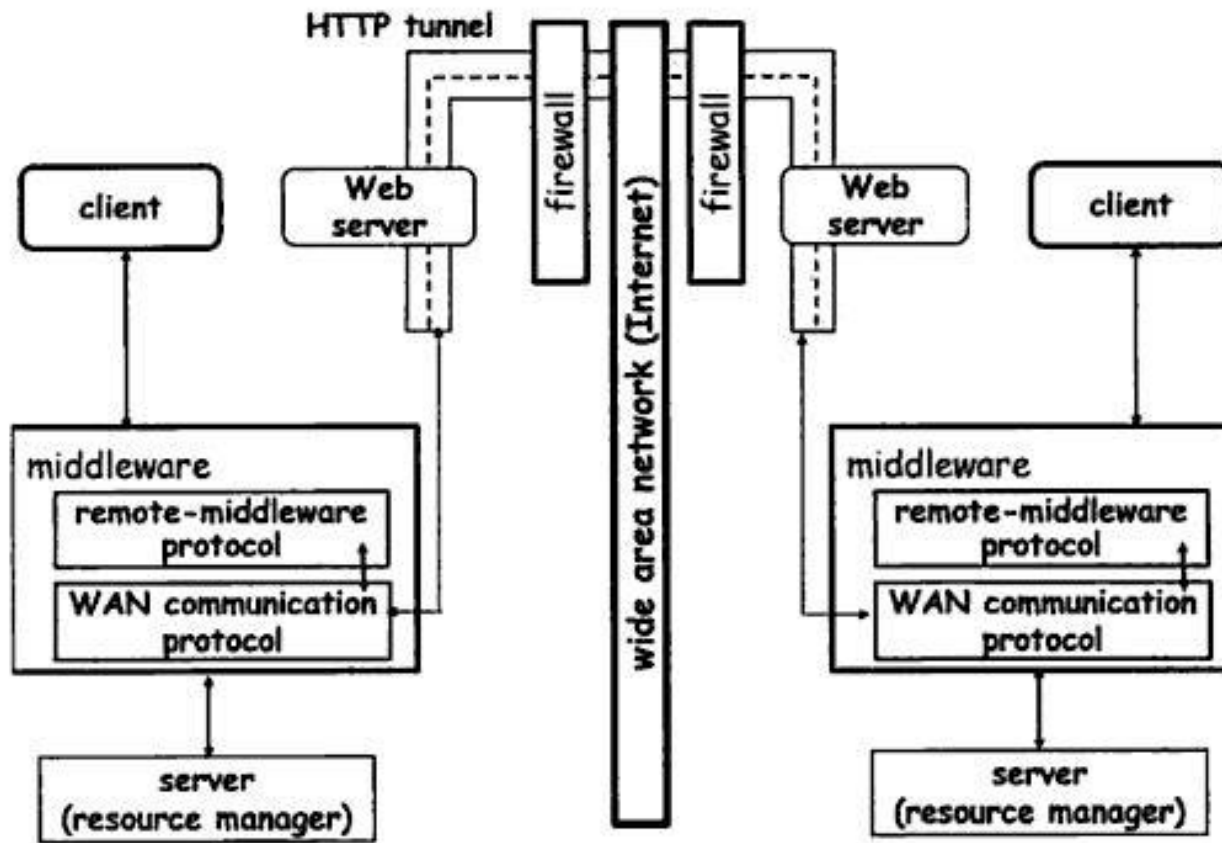 HTTP tunnel
firewall
wide area network (Internet)
firewall
client
Web
server
Web
server
client
middleware
remote-middleware
protocol
WAN communication
protocol
server
(resource manager)
middleware
remote-middleware
protocol
WAN communication
protocol
server
(resource manager)